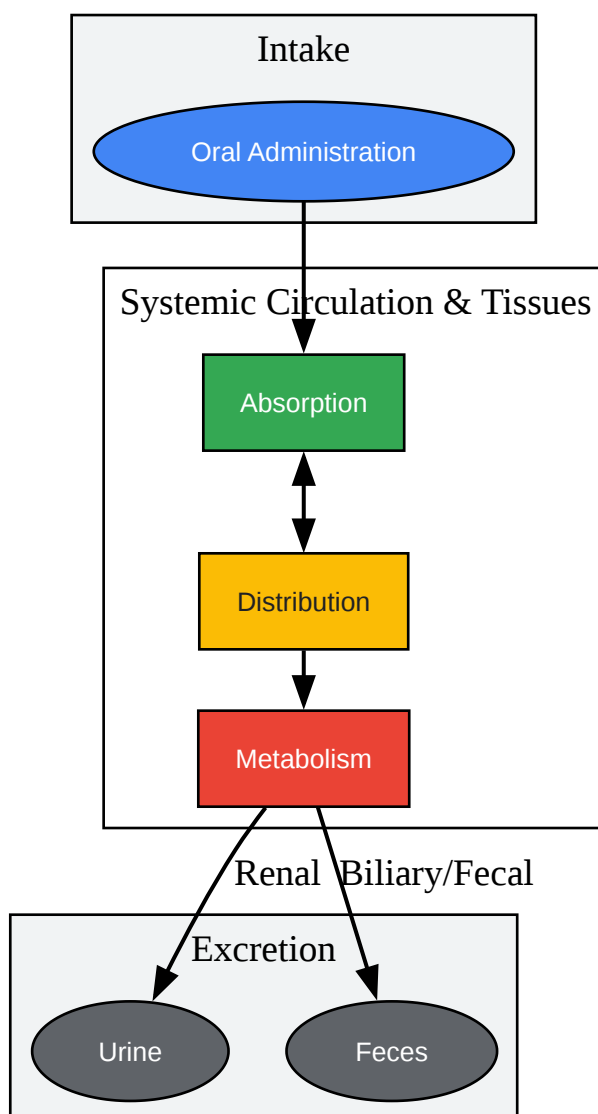 Intake
Oral Administration
Systemic Circulation & Tissues
Absorption
Distribution
Metabolism
Renal
Biliary/Fecal
Excretion
Urine
Feces